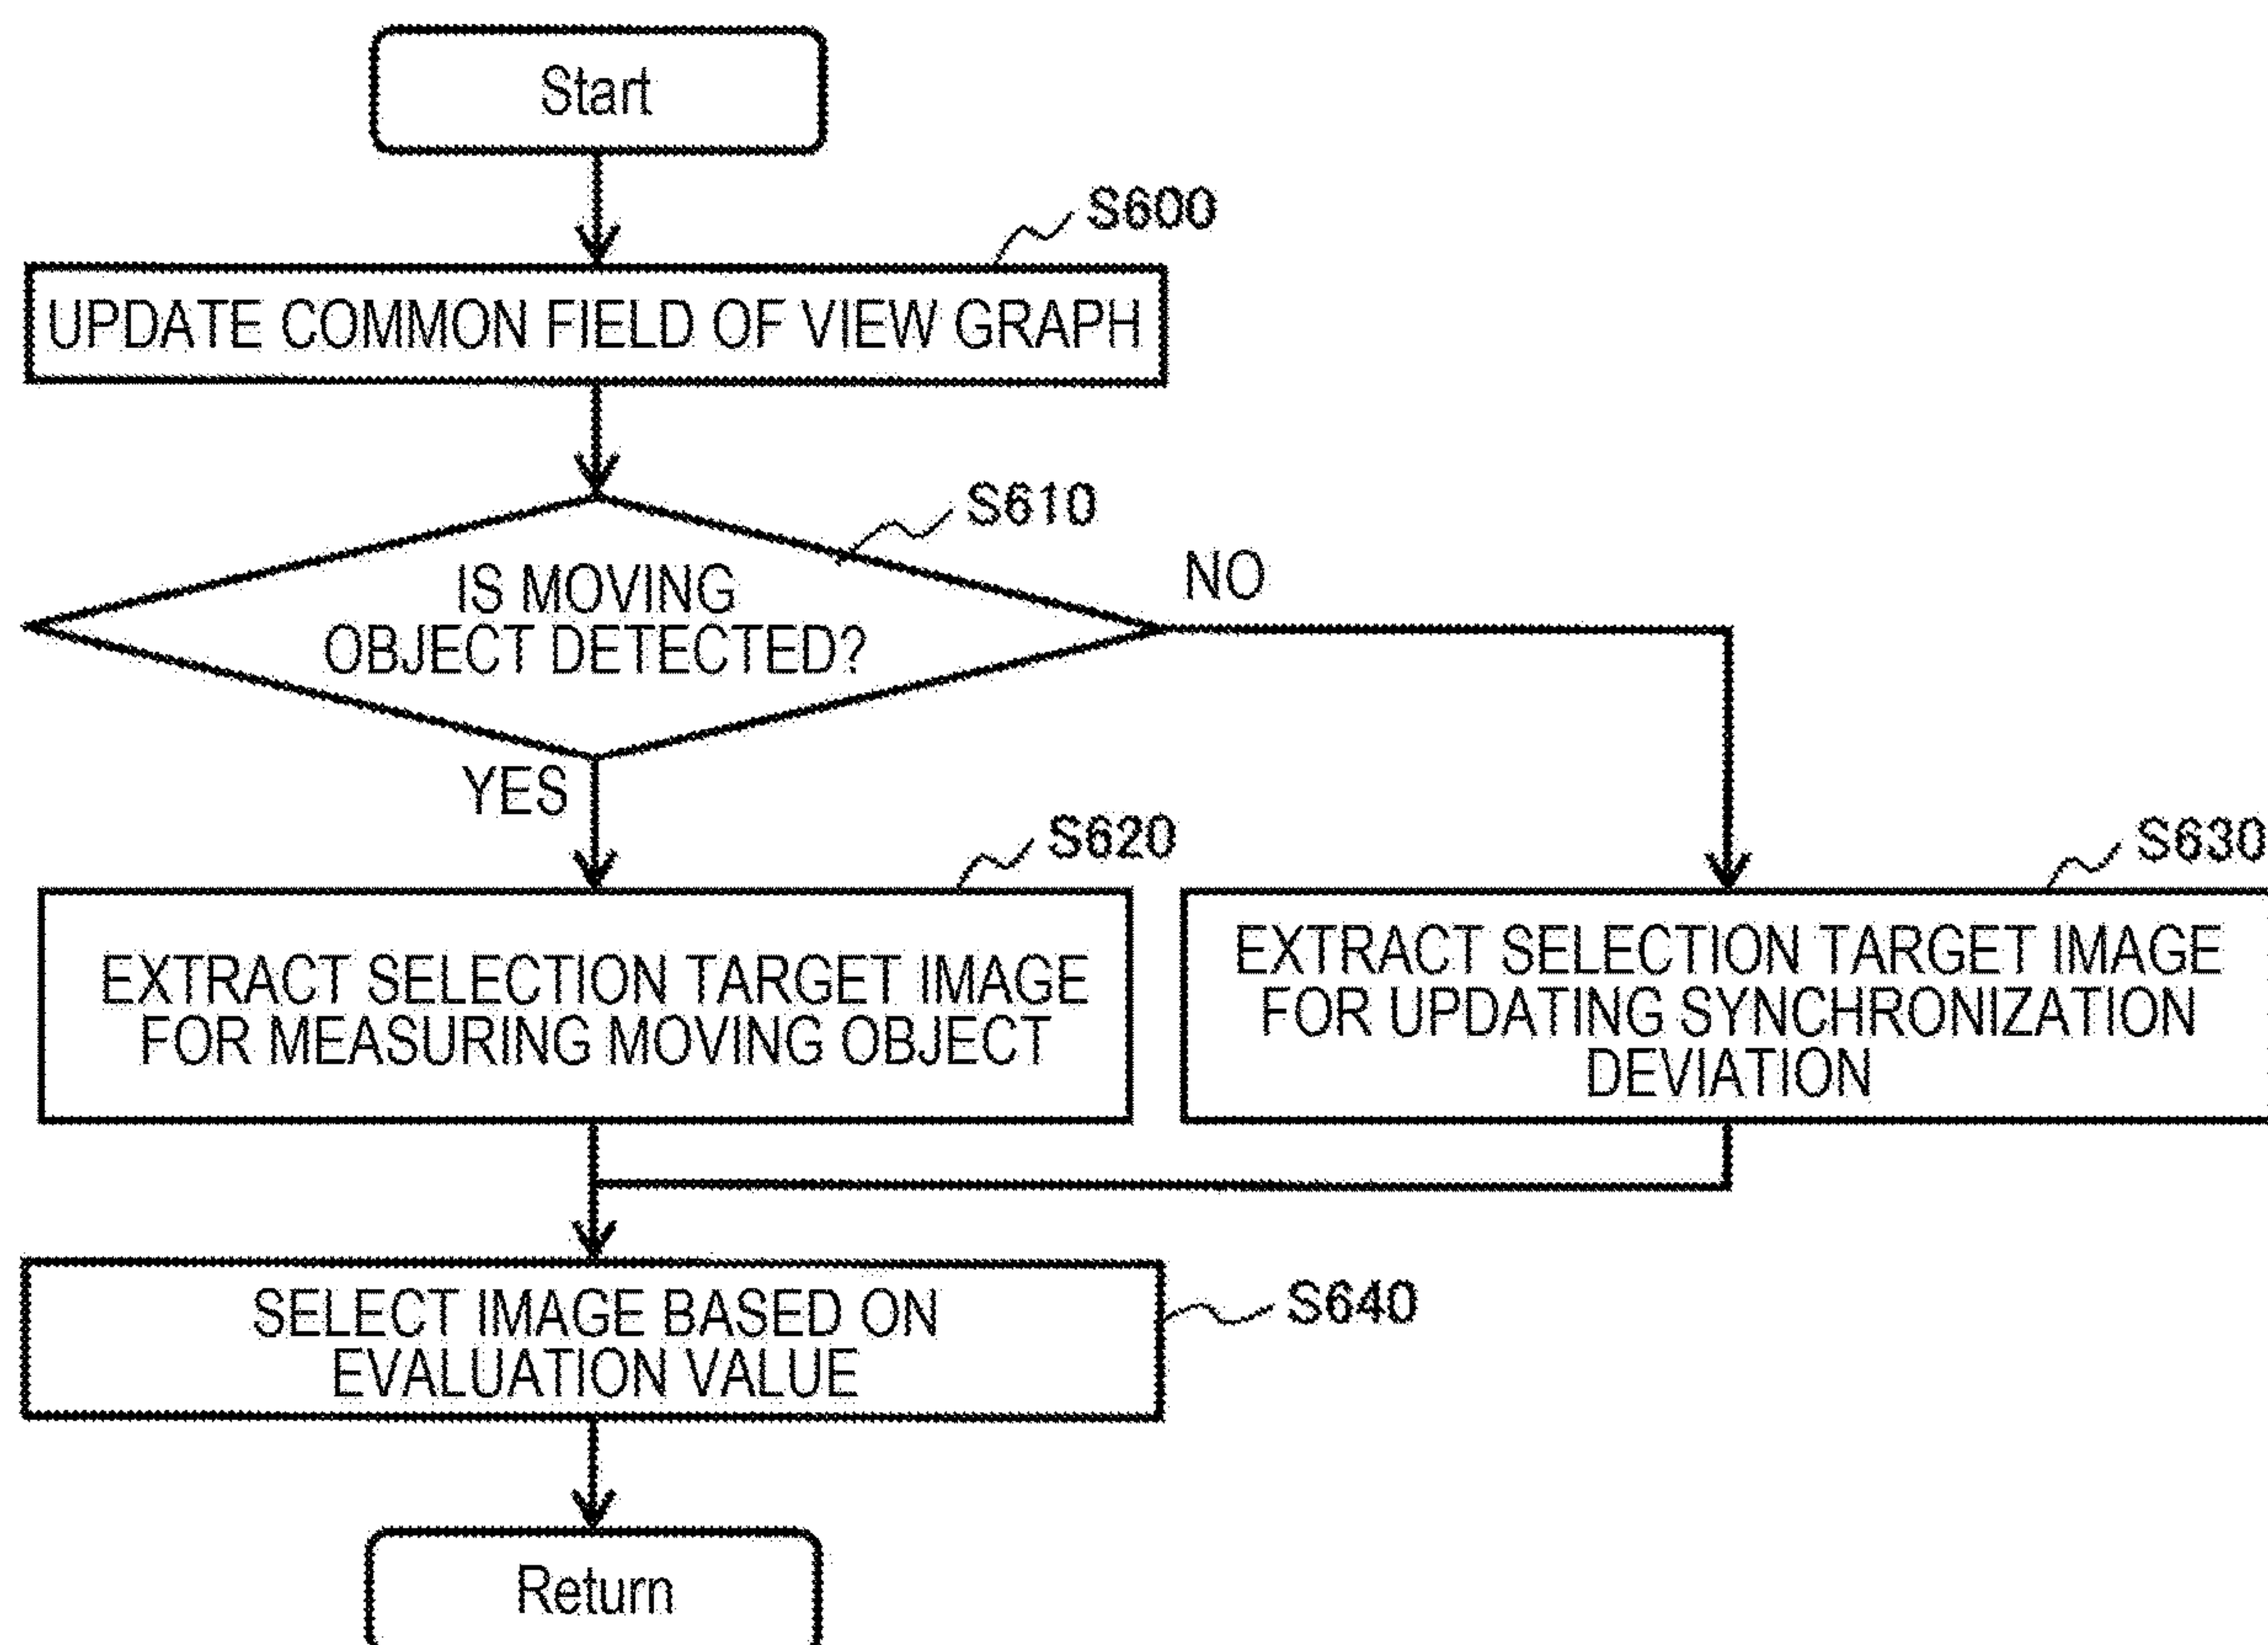 Start
S600
UPDATE COMMON FIELD OF VIEW GRAPH
S610
IS MOVING
OBJECT DETECTED?
NO
YES
S620
EXTRACT SELECTION TARGET IMAGE
FOR MEASURING MOVING OBJECT
S630
EXTRACT SELECTION TARGET IMAGE
FOR UPDATING SYNCHRONIZATION
DEVIATION
SELECT IMAGE BASED ON
EVALUATION VALUE
S640
Return